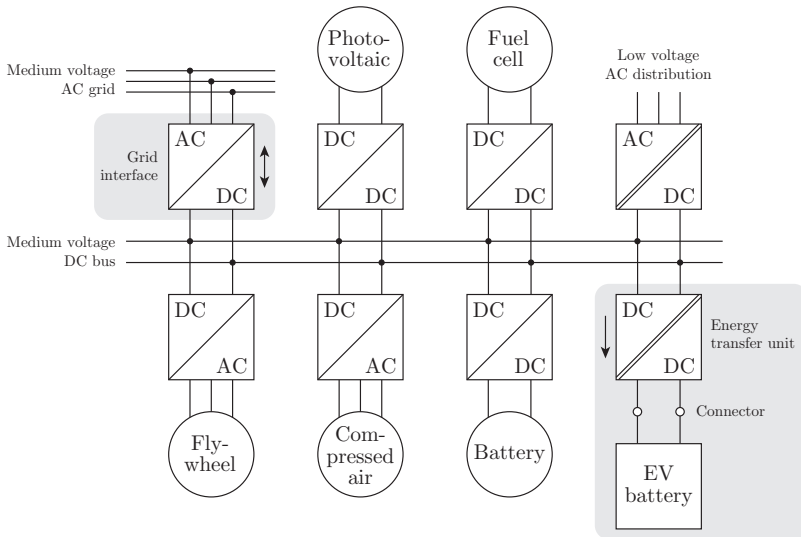 Medium voltage
AC grid
Photo-
voltaic
Fuel
cell
Low voltage
AC distribution
Grid
interface
AC
DC
DC
DC
DC
DC
AC
DC
Medium voltage
DC bus
DC
AC
DC
AC
DC
DC
DC
DC
Energy
transfer unit
Connector
Fly-
wheel
Com-
pressed
air
Battery
EV
battery